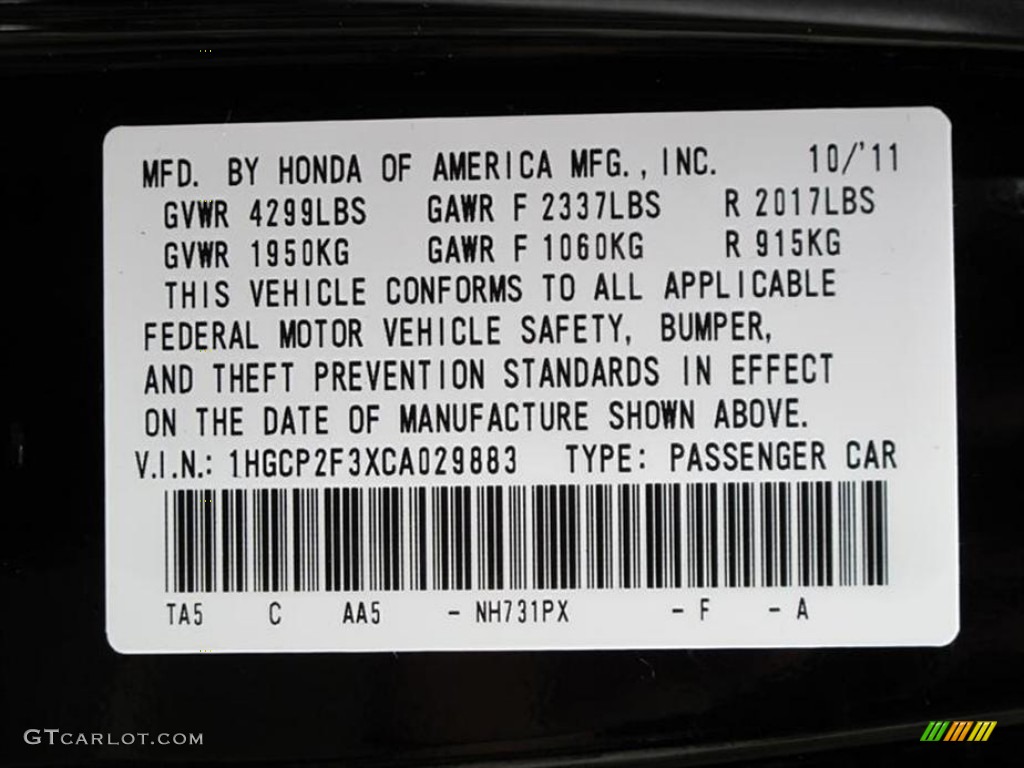 MFD. BY HONDA OF AMERICA MFG., INC. 10/'11
GVWR 4299LBS GAWR F 2337LBS R 2017LBS
GVWR 1950KG GAWR F 1060KG R 915KG
THIS VEHICLE CONFORMS TO ALL APPLICABLE
FEDERAL MOTOR VEHICLE SAFETY, BUMPER,
AND THEFT PREVENTION STANDARDS IN EFFECT
ON THE DATE OF MANUFACTURE SHOWN ABOVE.
V.I.N.: 1HGCP2F3XCA029883 TYPE: PASSENGER CAR
TA5 C AA5 - NH731PX - F - A
GTCARLOT.COM